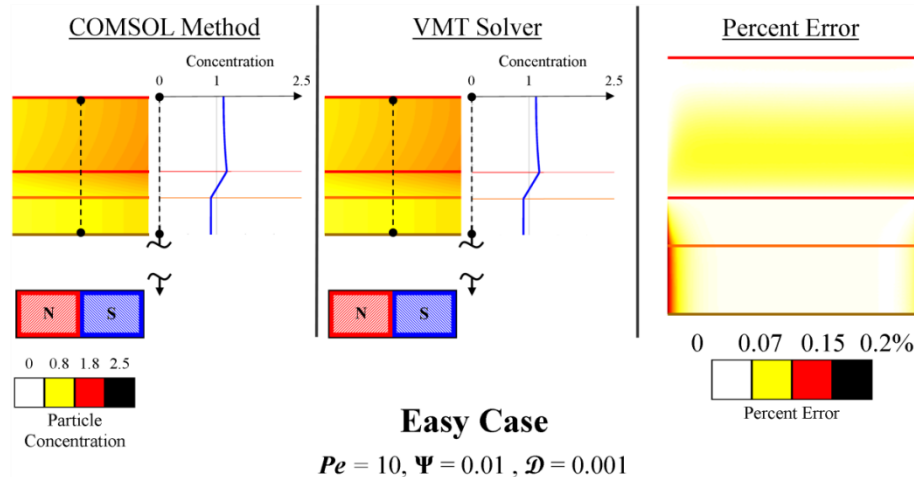 COMSOL Method
Concentration
0 1 2.5
N S
0 0.8 1.8 2.5
Particle
Concentration
VMT Solver
Concentration
0 1 2.5
N S
Percent Error
0 0.07 0.15 0.2%
Percent Error
Easy Case
Pe = 10, Ψ = 0.01 , 𝒟 = 0.001